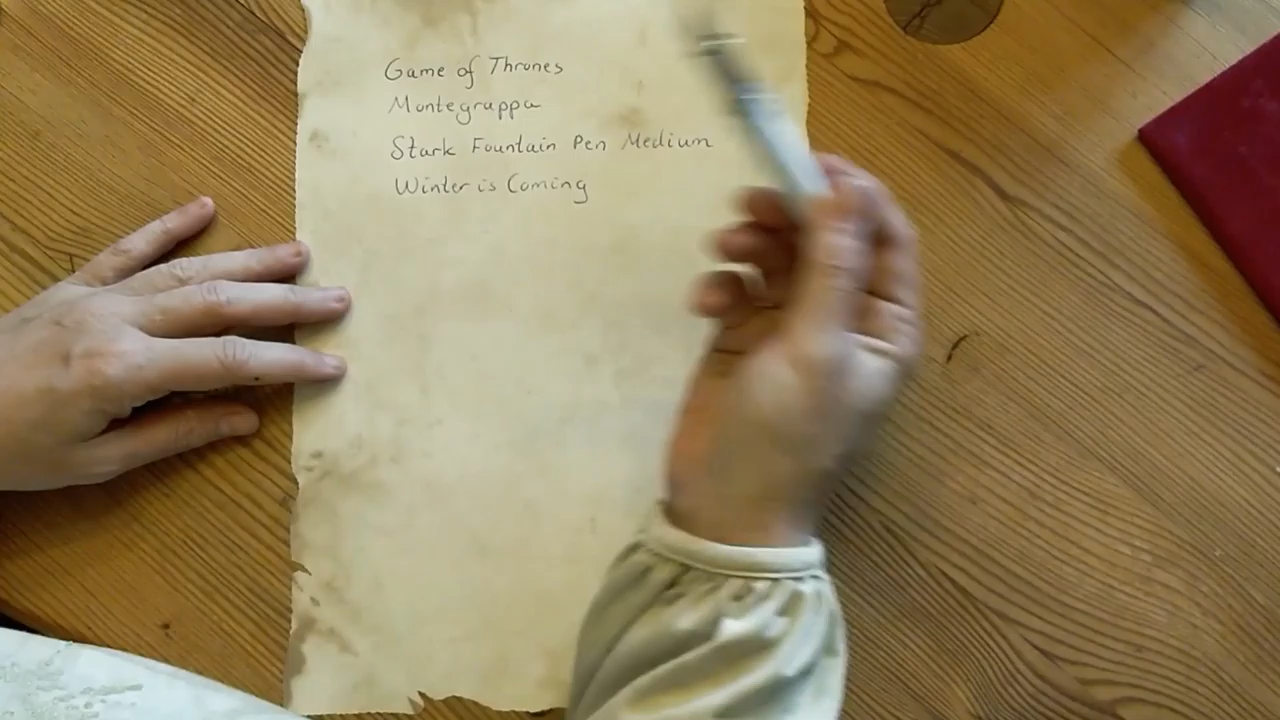 Game of Thrones
Montegrappa
Stark Fountain Pen Medium
Winter is Coming